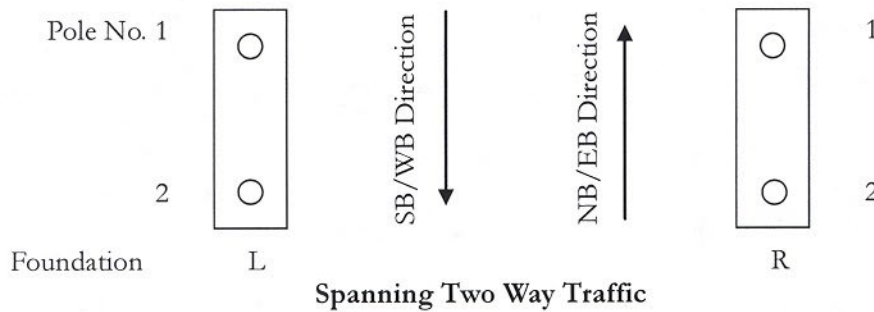 Pole No. 1
1
SB/WB Direction
NB/EB Direction
2
2
Foundation L R
Spanning Two Way Traffic